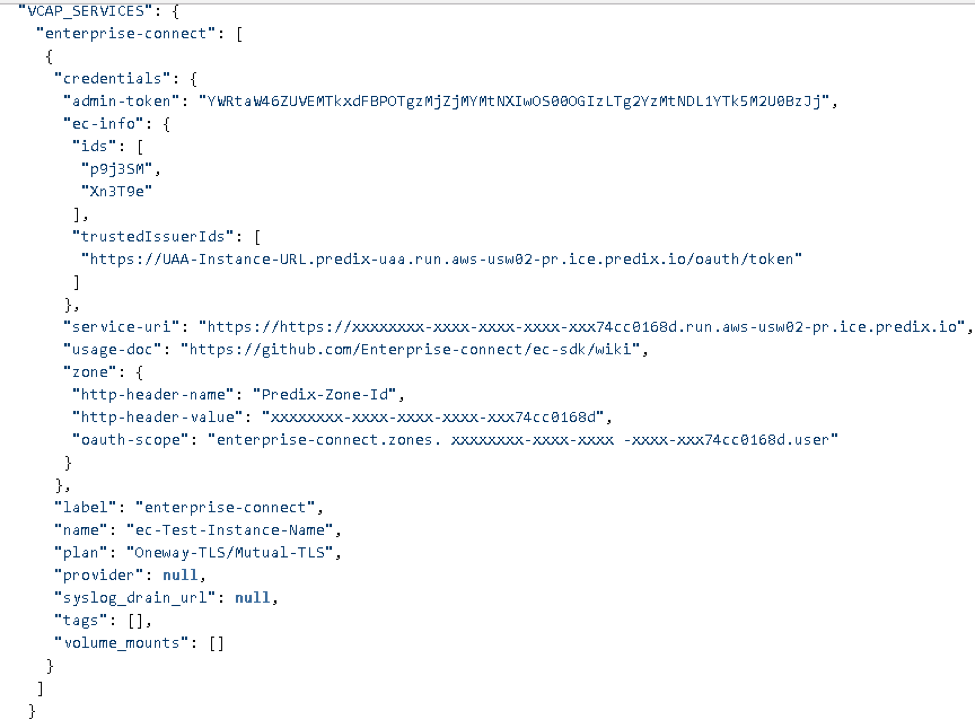 "VCAP_SERVICES": {
"enterprise-connect": [
{
"credentials": {
"admin-token": "YWRtaW46ZUVEMTkxdFBPOTgzMjZjMYMtNXIwOS00OGIzLTg2YzMtNDL1YTk5M2U0BzJj",
"ec-info": {
"ids": [
"p9j3SM",
"Xn3T9e"
],
"trustedIssuerIds": [
"https://UAA-Instance-URL.predix-uaa.run.aws-usw02-pr.ice.predix.io/oauth/token"
]
},
"service-uri": "https://https://xxxxxxxx-xxxx-xxxx-xxxx-xxx74cc0168d.run.aws-usw02-pr.ice.predix.io",
"usage-doc": "https://github.com/Enterprise-connect/ec-sdk/wiki",
"zone": {
"http-header-name": "Predix-Zone-Id",
"http-header-value": "xxxxxxxx-xxxx-xxxx-xxxx-xxx74cc0168d",
"oauth-scope": "enterprise-connect.zones. xxxxxxxx-xxxx-xxxx -xxxx-xxx74cc0168d.user"
}
},
"label": "enterprise-connect",
"name": "ec-Test-Instance-Name",
"plan": "Oneway-TLS/Mutual-TLS",
"provider": null,
"syslog_drain_url": null,
"tags": [],
"volume_mounts": []
}
]
}